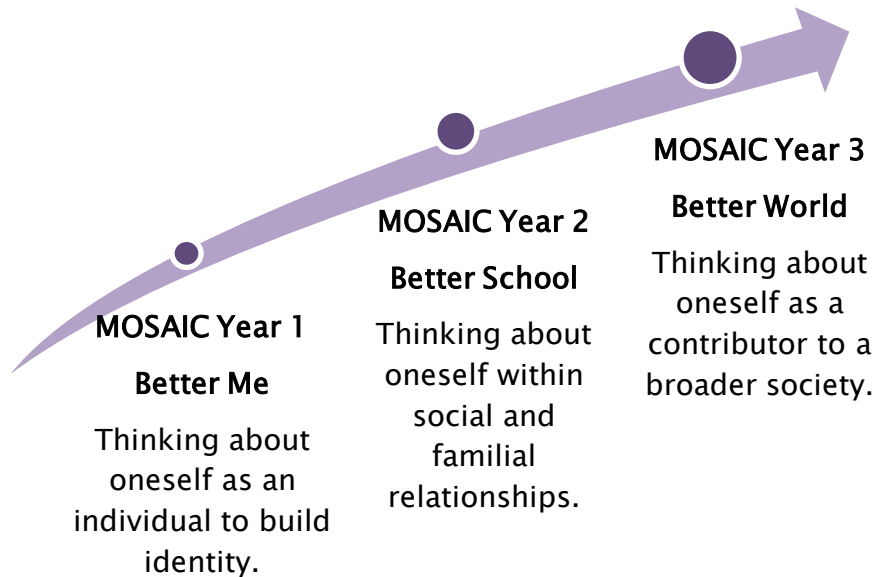 MOSAIC Year 1
Better Me
Thinking about
oneself as an
individual to build
identity.
MOSAIC Year 2
Better School
Thinking about
oneself within
social and
familial
relationships.
MOSAIC Year 3
Better World
Thinking about
oneself as a
contributor to a
broader society.